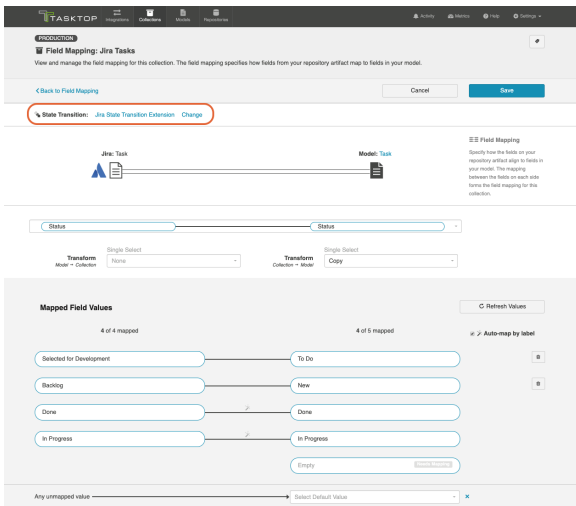 TASKTOP
Integrations
Collections
Models
Repositories
Activity
Metrics
Help
Settings
PRODUCTION
Field Mapping: Jira Tasks
View and manage the field mapping for this collection. The field mapping specifies how fields from your repository artifact map to fields in your model.
Back to Field Mapping
Cancel
Save
State Transition: Jira State Transition Extension Change
Field Mapping
Specify how the fields on your
repository artifact align to fields in
your model. The mapping
between the fields on each side
forms the field mapping for this
collection.
Jira: Task
Model: Task
Status
Status
Single Select
Single Select
Transform
Model → Collection
None
Transform
Collection → Model
Copy
Mapped Field Values
Refresh Values
4 of 4 mapped
4 of 5 mapped
Auto-map by label
Selected for Development
To Do
Backlog
New
Done
Done
In Progress
In Progress
Empty
Any unmapped value
Select Default Value